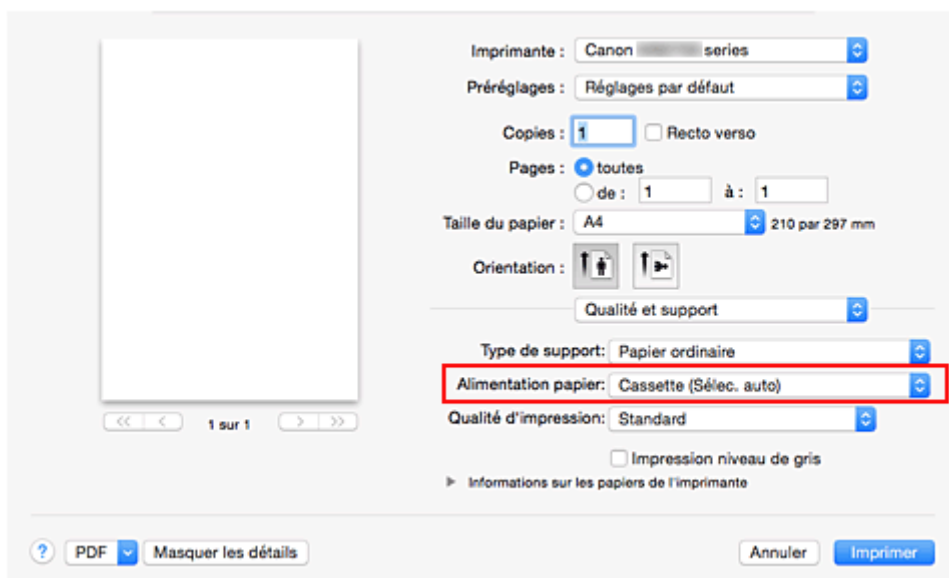 Imprimante : Canon series
Préréglages : Réglages par défaut
Copies : 1 Recto verso
Pages : toutes
de : 1 à : 1
Taille du papier : A4 210 par 297 mm
Orientation :
Qualité et support
Type de support: Papier ordinaire
Alimentation papier: Cassette (Sélec. auto)
1 sur 1
Qualité d'impression: Standard
Impression niveau de gris
Informations sur les papiers de l'imprimante
? PDF Masquer les détails Annuler Imprimer